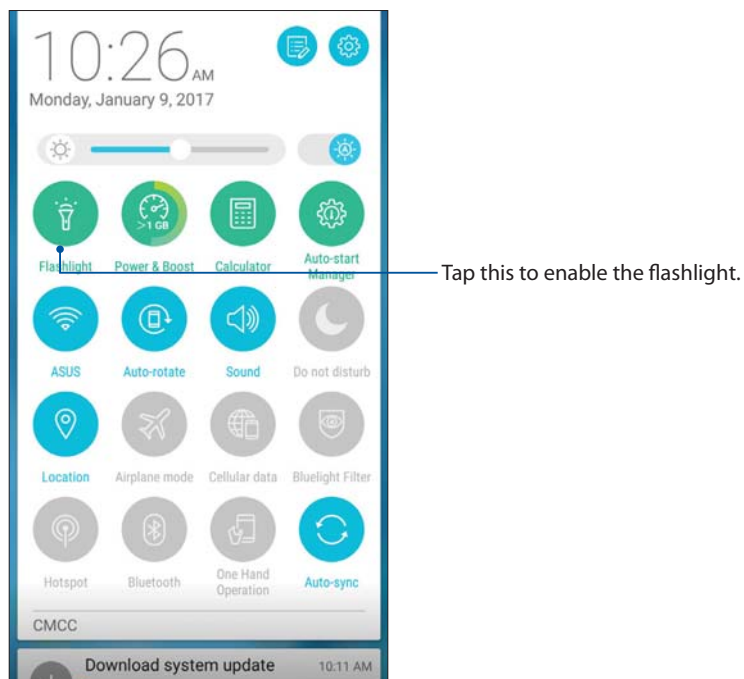 10:26 AM
Monday, January 9, 2017
>1 GB
Flashlight Power & Boost Calculator Auto-start
Manager
Tap this to enable the flashlight.
ASUS Auto-rotate Sound Do not disturb
Location Airplane mode Cellular data Bluelight Filter
Hotspot Bluetooth One Hand
Operation Auto-sync
CMCC
Download system update 10:11 AM